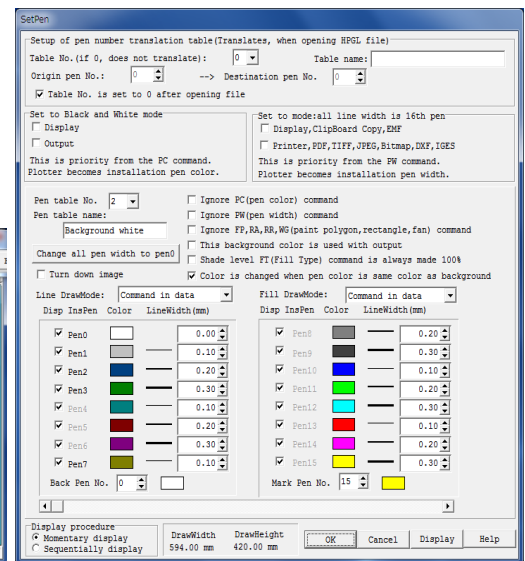 SetPen
Setup of pen number translation table(Translates, when opening HPGL file)
Table No.(if 0, does not translate): 0 Table name:
Origin pen No.: 0 --> Destination pen No. 0
Table No. is set to 0 after opening file
Set to Black and White mode
Display
Output
This is priority from the PC command.
Plotter becomes installation pen color.
Set to mode:all line width is 16th pen
Display,ClipBoard Copy,EMF
Printer,PDF,TIFF,JPEG,Bitmap,DXF,IGES
This is priority from the PW command.
Plotter becomes installation pen width.
Pen table No. 2
Pen table name:
Background white
Change all pen width to pen0
Turn down image
Ignore PC(pen color) command
Ignore PW(pen width) command
Ignore FP,RA,RR,WG(paint polygon,rectangle,fan) command
This background color is used with output
Shade level FT(Fill Type) command is always made 100%
Color is changed when pen color is same color as background
Line DrawMode: Command in data
Disp InsPen Color LineWidth(mm)
Pen0 0.00
Pen1 0.10
Pen2 0.20
Pen3 0.30
Pen4 0.10
Pen5 0.20
Pen6 0.30
Pen7 0.10
Back Pen No. 0
Fill DrawMode: Command in data
Disp InsPen Color LineWidth(mm)
Pen8 0.20
Pen9 0.30
Pen10 0.10
Pen11 0.20
Pen12 0.30
Pen13 0.10
Pen14 0.20
Pen15 0.30
Mark Pen No. 15
Display procedure
Momentary display
Sequentially display
DrawWidth DrawHeight
594.00 mm 420.00 mm
OK Cancel Display Help